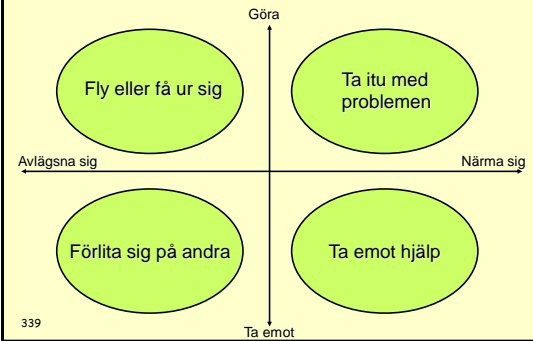 Göra
Fly eller få ur sig
Ta itu med
problemen
Avlägsna sig
Närma sig
Förlita sig på andra
Ta emot hjälp
339
Ta emot